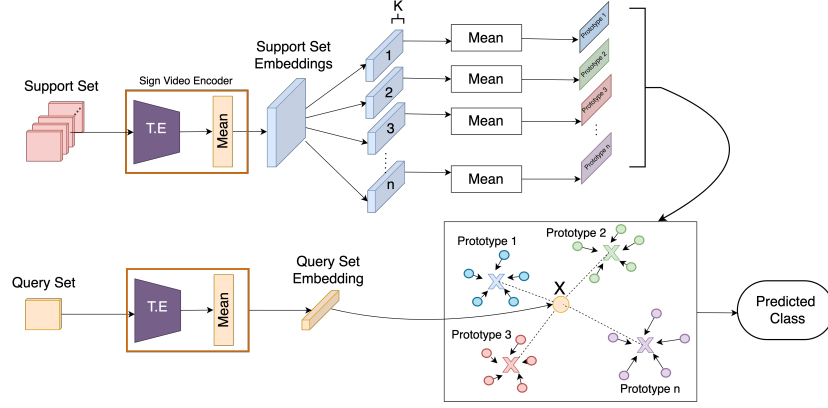 K
Support Set
Sign Video Encoder
T.E
Mean
Support Set
Embeddings
1
2
3
n
Mean
Mean
Mean
Mean
Prototype 1
Prototype 2
Prototype 3
Prototype n
Query Set
T.E
Mean
Query Set
Embedding
Prototype 1
Prototype 2
X
Prototype 3
Prototype n
X
X
X
X
Predicted
Class